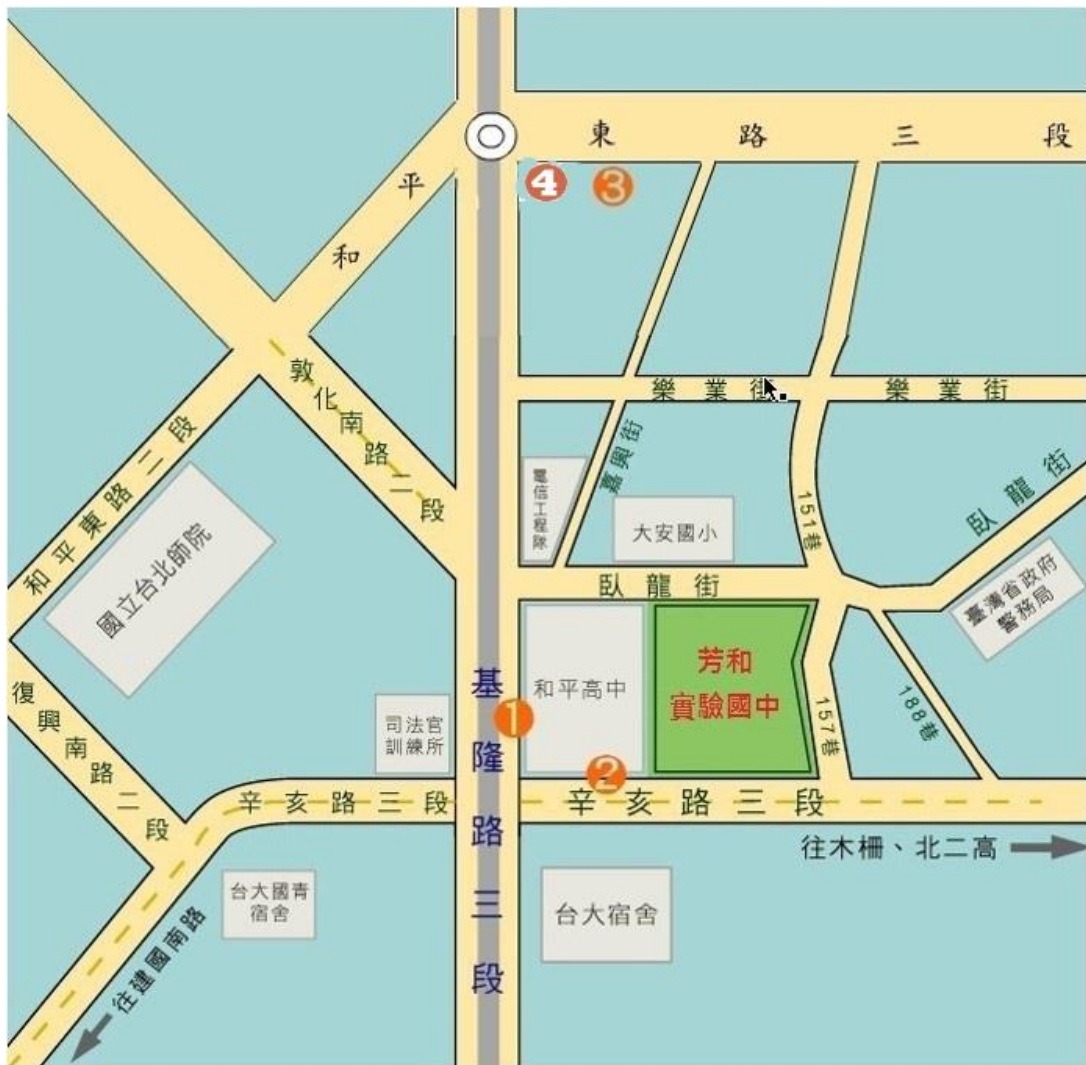 和平
東路三段
4
3
敦化南路二段
樂業街
樂業街
和平東路二段
嘉興街
電信工程隊
大安國小
151巷
臥龍街
國立台北師院
臥龍街
臺灣省政府
警務局
復興南路二段
司法官
訓練所
基隆路三段
1
和平高中
芳和
實驗國中
157巷
188巷
2
辛亥路三段
辛亥路三段
往木柵、北二高
台大國青
宿舍
台大宿舍
往建國南路